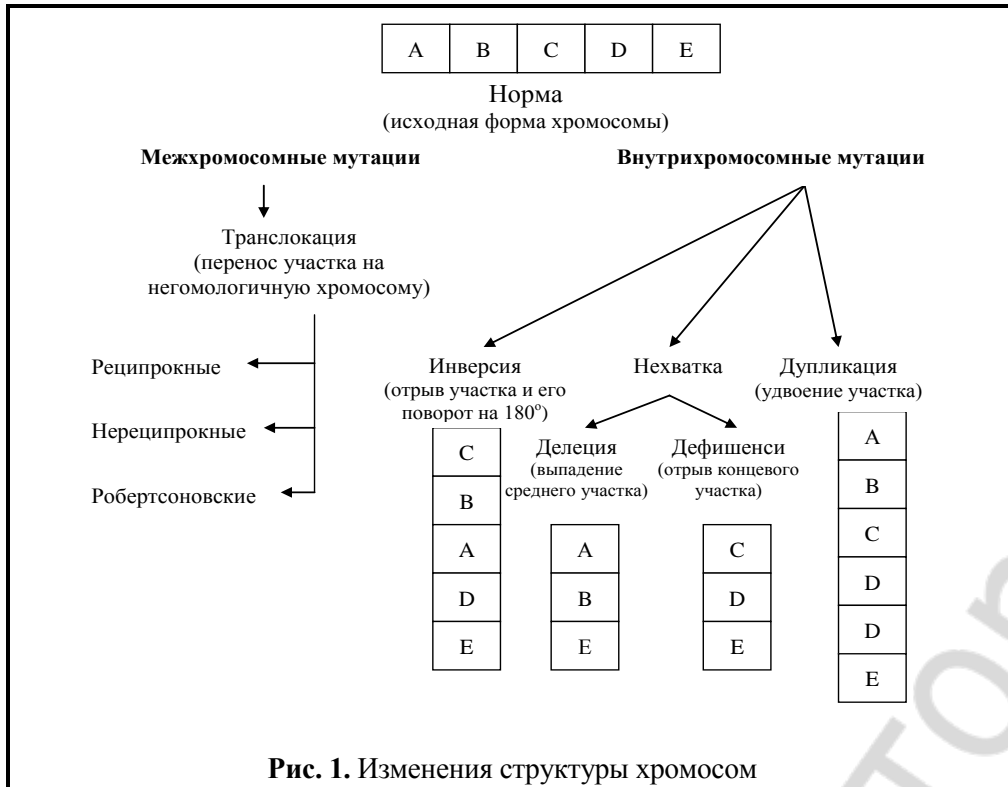 A B C D E
Норма
(исходная форма хромосомы)
Межхромосомные мутации
Транслокация
(перенос участка на
негомологичную хромосому)
Реципрокные
Нереципрокные
Робертсоновские
Внутрихромосомные мутации
Инверсия
(отрыв участка и его
поворот на 180°)
C
B
A
D
E
Нехватка
Делеция
(выпадение
среднего участка)
A
B
E
Дефишенси
(отрыв концевого
участка)
C
D
E
Дупликация
(удвоение участка)
A
B
C
D
D
E
Рис. 1. Изменения структуры хромосом